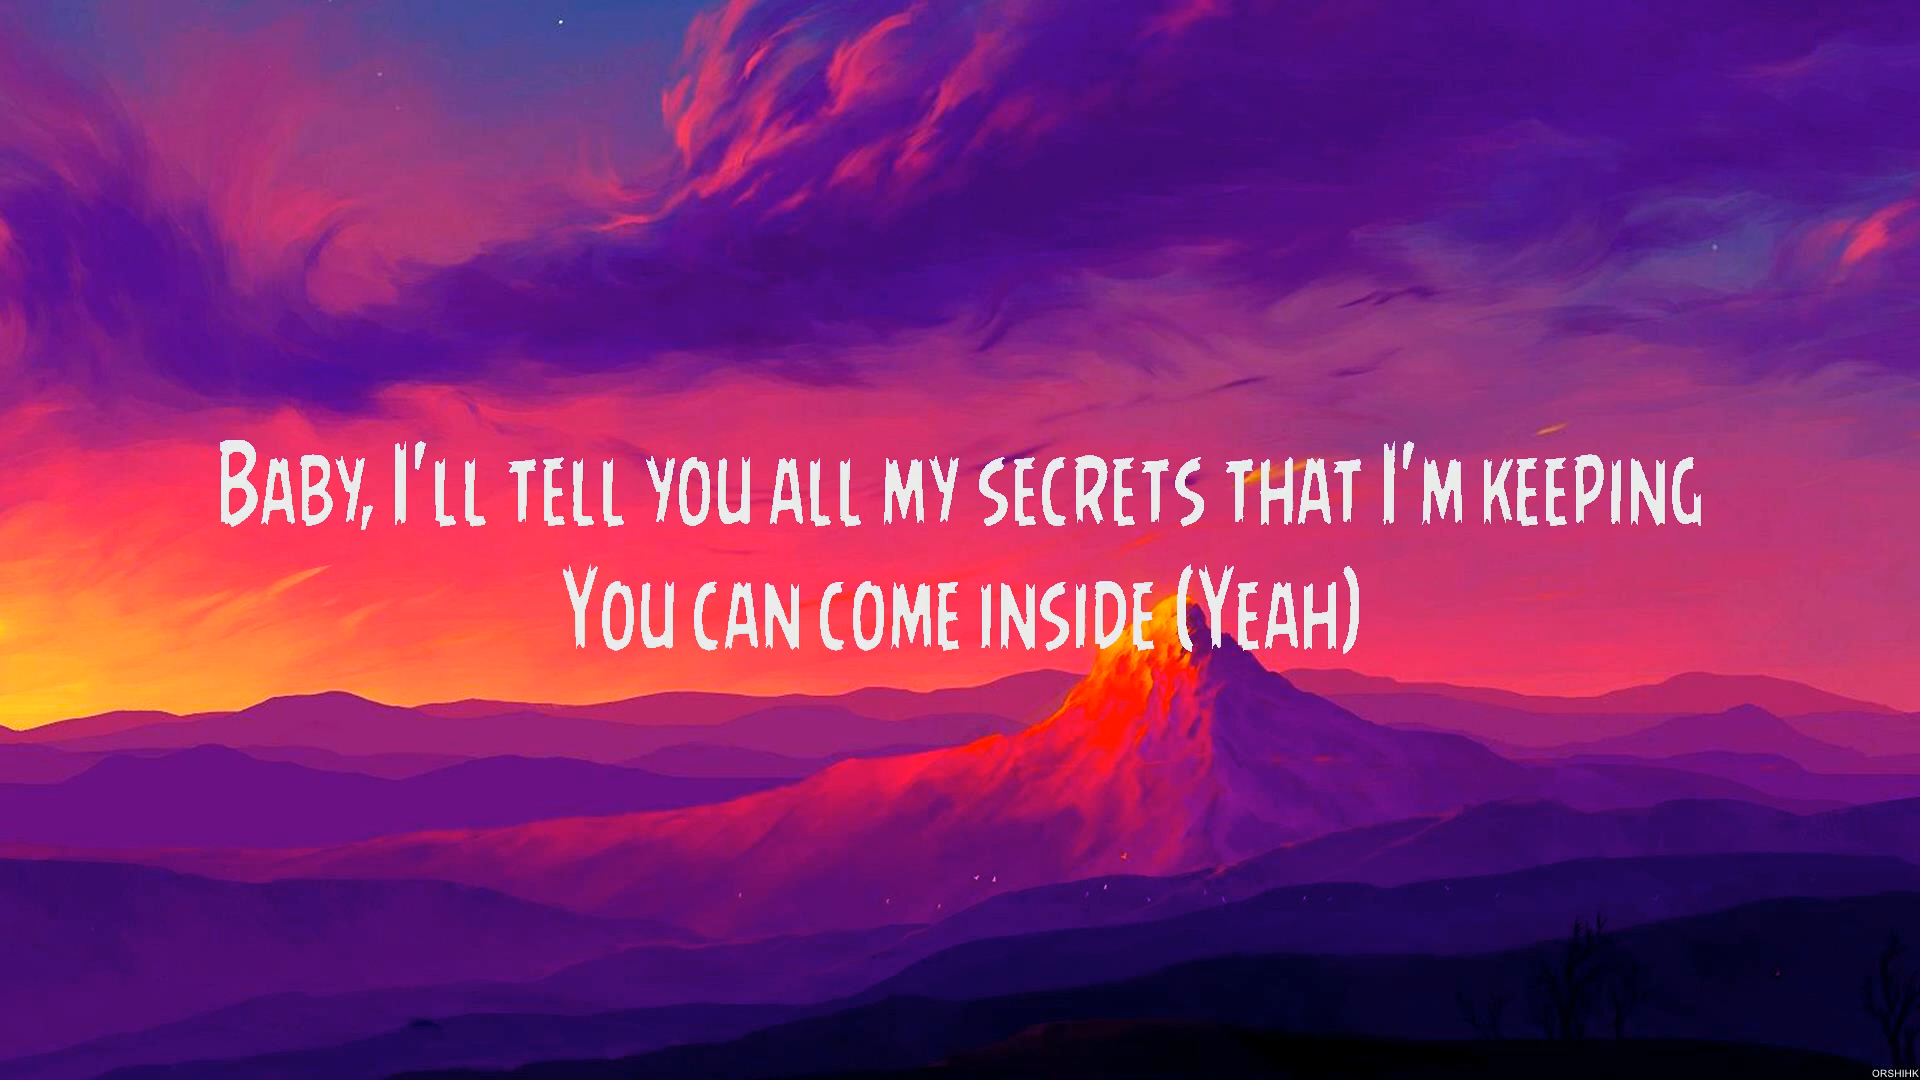 Baby, I'll tell you all my secrets that I'm keeping
You can come inside (Yeah)
ORSHIHK